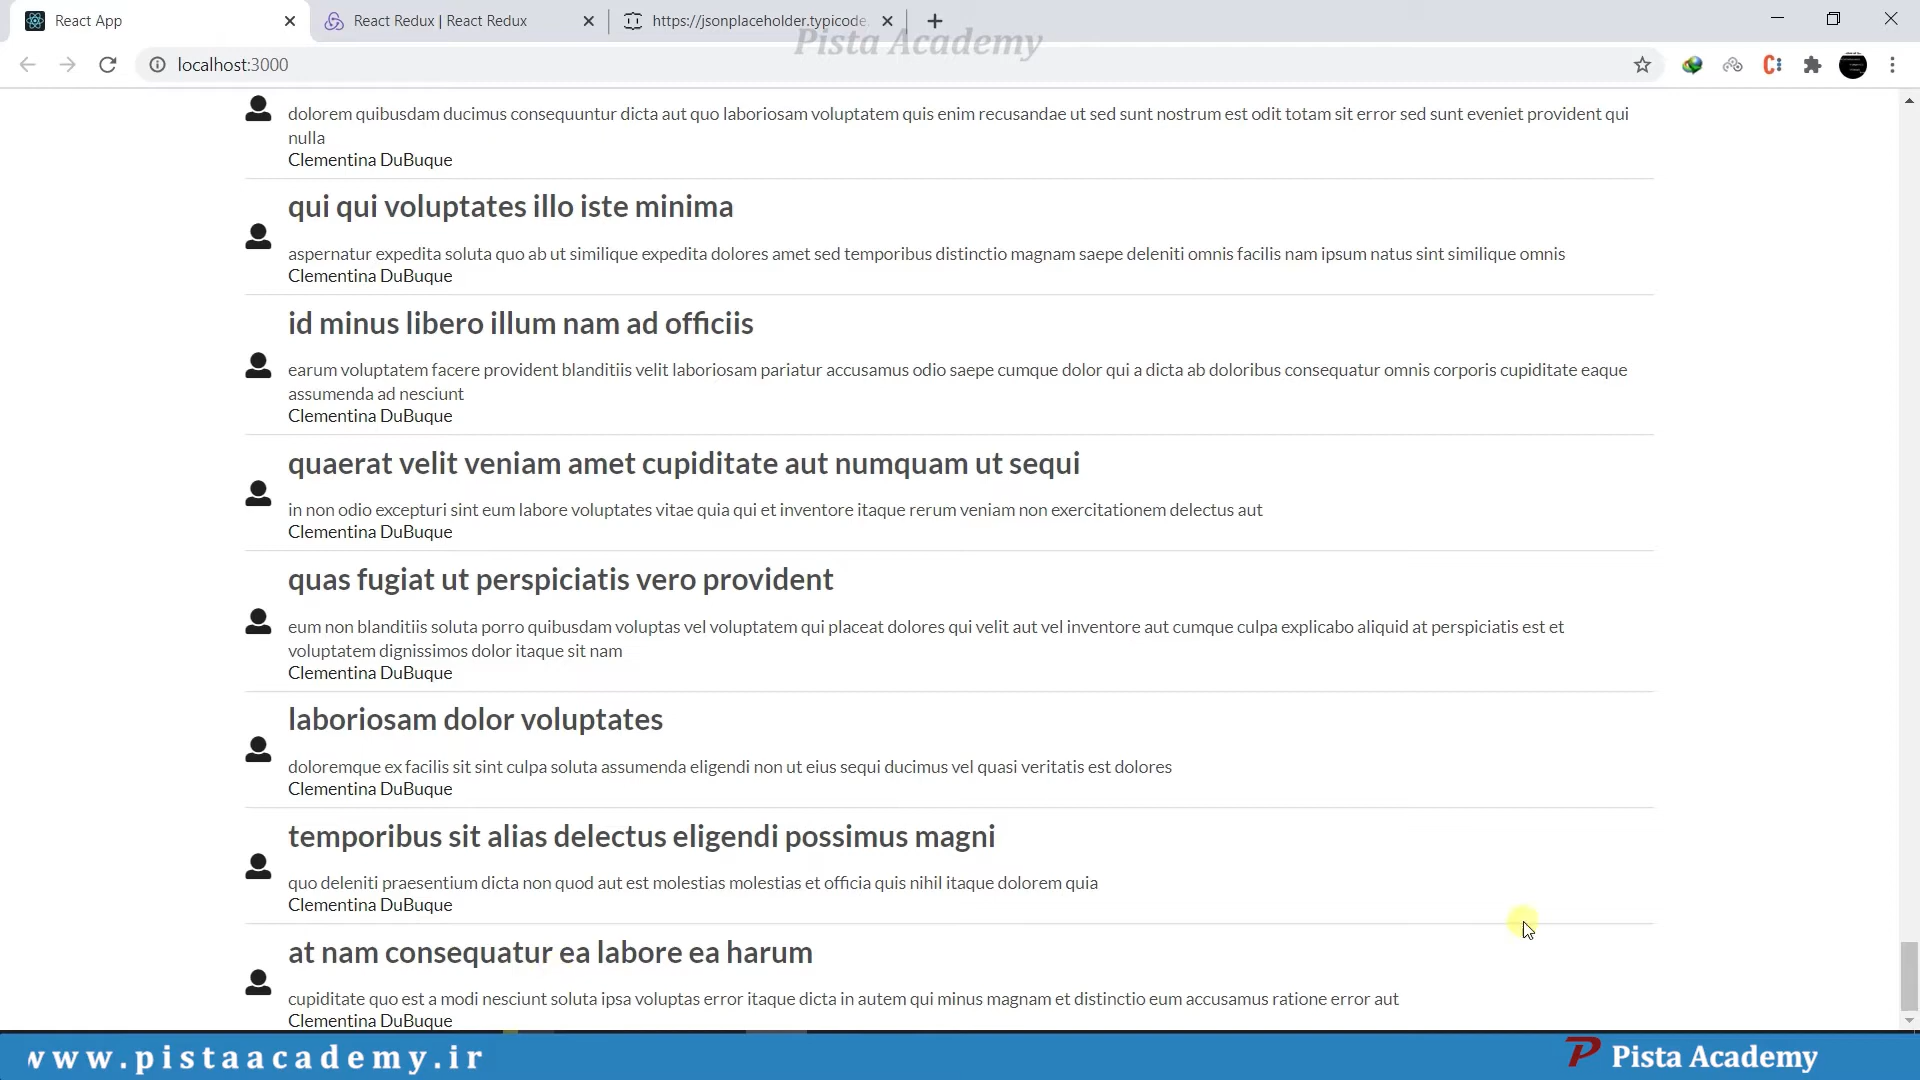 React App
React Redux | React Redux
https://jsonplaceholder.typicode.
Pista Academy
localhost:3000
dolorem quibusdam ducimus consequuntur dicta aut quo laboriosam voluptatem quis enim recusandae ut sed sunt nostrum est odit totam sit error sed sunt eveniet provident qui
nulla
Clementina DuBuque
qui qui voluptates illo iste minima
aspernatur expedita soluta quo ab ut similique expedita dolores amet sed temporibus distinctio magnam saepe deleniti omnis facilis nam ipsum natus sint similique omnis
Clementina DuBuque
id minus libero illum nam ad officiis
earum voluptatem facere provident blanditiis velit laboriosam pariatur accusamus odio saepe cumque dolor qui a dicta ab doloribus consequatur omnis corporis cupiditate eaque
assumenda ad nesciunt
Clementina DuBuque
quaerat velit veniam amet cupiditate aut numquam ut sequi
in non odio excepturi sint eum labore voluptates vitae quia qui et inventore itaque rerum veniam non exercitationem delectus aut
Clementina DuBuque
quas fugiat ut perspiciatis vero provident
eum non blanditiis soluta porro quibusdam voluptas vel voluptatem qui placeat dolores qui velit aut vel inventore aut cumque culpa explicabo aliquid at perspiciatis est et
voluptatem dignissimos dolor itaque sit nam
Clementina DuBuque
laboriosam dolor voluptates
doloremque ex facilis sit sint culpa soluta assumenda eligendi non ut eius sequi ducimus vel quasi veritatis est dolores
Clementina DuBuque
temporibus sit alias delectus eligendi possimus magni
quo deleniti praesentium dicta non quod aut est molestias molestias et officia quis nihil itaque dolorem quia
Clementina DuBuque
at nam consequatur ea labore ea harum
cupiditate quo est a modi nesciunt soluta ipsa voluptas error itaque dicta in autem qui minus magnam et distinctio eum accusamus ratione error aut
Clementina DuBuque
www.pistaacademy.ir
Pista Academy